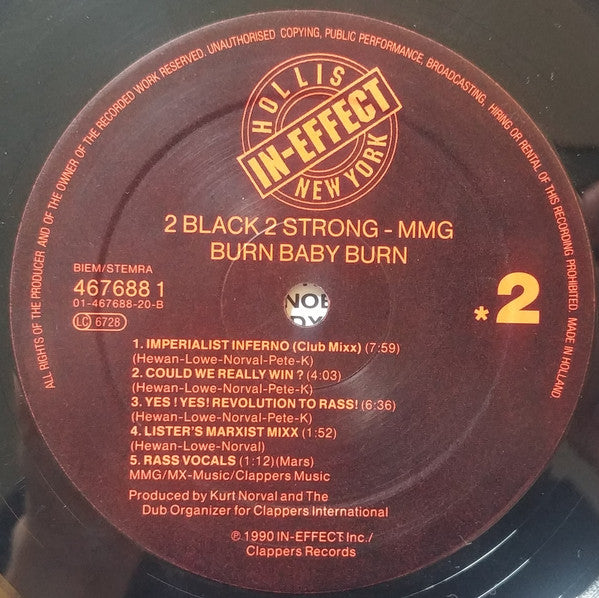 ALL RIGHTS OF THE PRODUCER AND OF THE OWNER OF THE RECORDED WORK RESERVED. UNAUTHORISED COPYING, PUBLIC PERFORMANCE, BROADCASTING, HIRING OR RENTAL OF THIS RECORDING PROHIBITED. MADE IN HOLLAND.
HOLLIS
IN-EFFECT
NEW YORK
2 BLACK 2 STRONG - MMG
BURN BABY BURN
BIEM/STEMRA
467688 1
01-467688-20-B
LC 6728
NOB
*2
1. IMPERIALIST INFERNO (Club Mixx) (7:59)
(Hewan-Lowe-Norval-Pete-K)
2. COULD WE REALLY WIN? (4:03)
(Hewan-Lowe-Norval-Pete-K)
3. YES! YES! REVOLUTION TO RASS! (6:36)
(Hewan-Lowe-Norval-Pete-K)
4. LISTER'S MARXIST MIXX (1:52)
(Hewan-Lowe-Norval)
5. RASS VOCALS (1:12) (Mars)
MMG/MX-Music/Clappers Music
Produced by Kurt Norval and The
Dub Organizer for Clappers International
℗ 1990 IN-EFFECT Inc./
Clappers Records